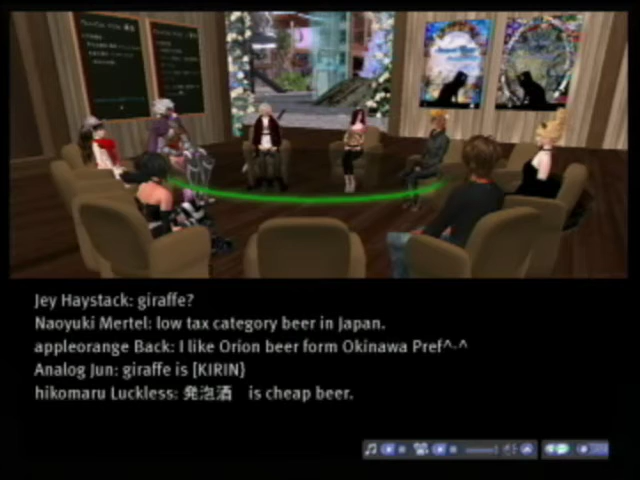 Jey Haystack: giraffe?
Naoyuki Mertel: low tax category beer in Japan.
appleorange Back: I like Orion beer form Okinawa Pref^-^
Analog Jun: giraffe is [KIRIN}
hikomaru Luckless: 発泡酒　is cheap beer.